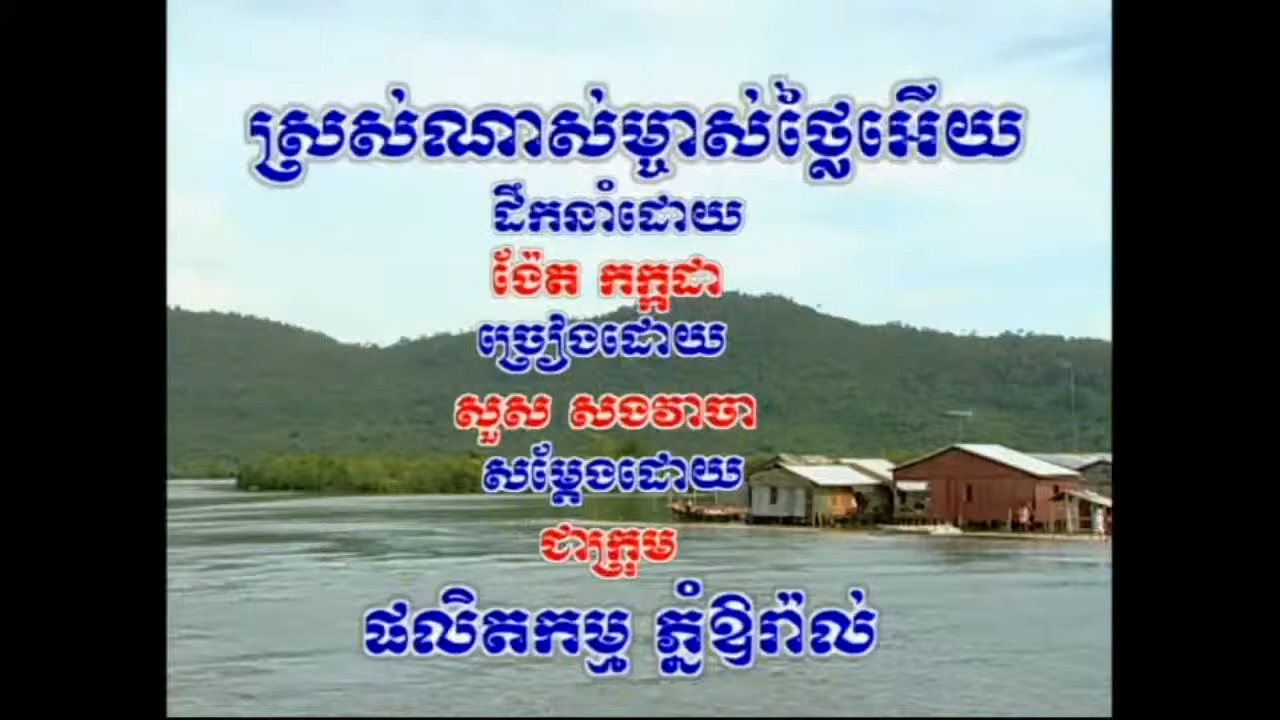 ស្រស់ណាស់ម្ចាស់ថ្លៃអើយ
ដឹកនាំដោយ
ង៉ែត កក្កដា
ច្រៀងដោយ
សួស សងវាចា
សម្តែងដោយ
ជាក្រុម
ផលិតកម្ម ភ្នំឱរ៉ាល់